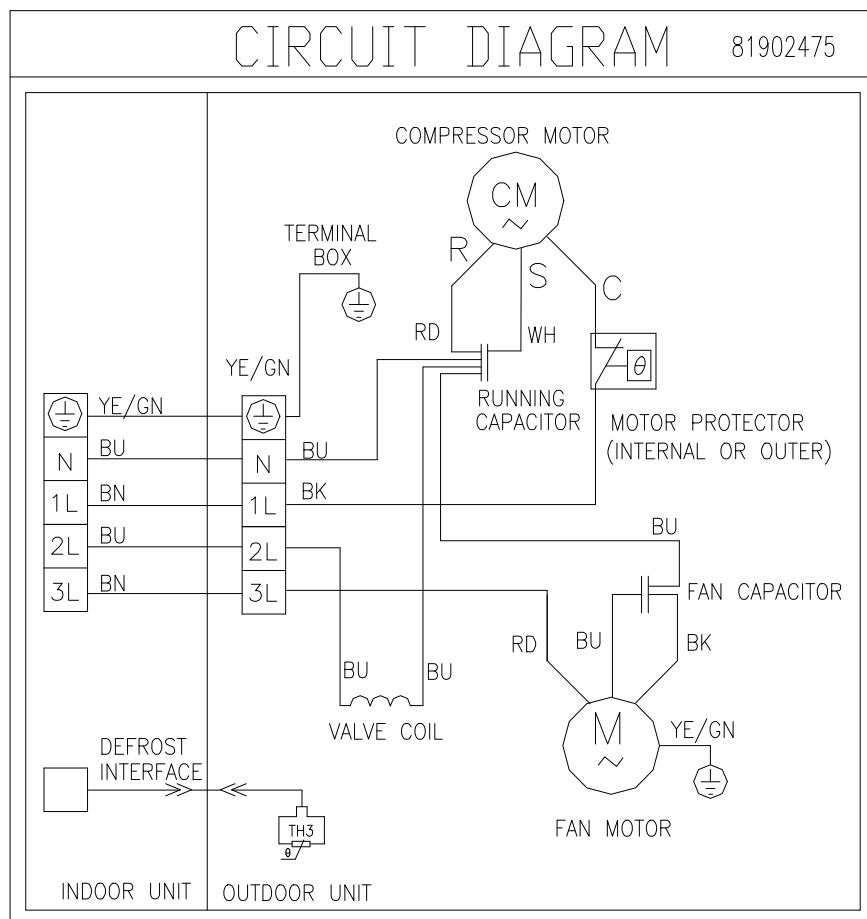 CIRCUIT DIAGRAM 81902475
COMPRESSOR MOTOR
CM
~
TERMINAL
BOX
R
S
C
RD
WH
θ
YE/GN
RUNNING
CAPACITOR
MOTOR PROTECTOR
(INTERNAL OR OUTER)
YE/GN
N BU N BU
1L BN 1L BK
2L BU 2L
3L BN 3L
BU
FAN CAPACITOR
RD BU BK
BU BU
VALVE COIL
M
~
YE/GN
FAN MOTOR
DEFROST
INTERFACE
TH3
θ
INDOOR UNIT OUTDOOR UNIT